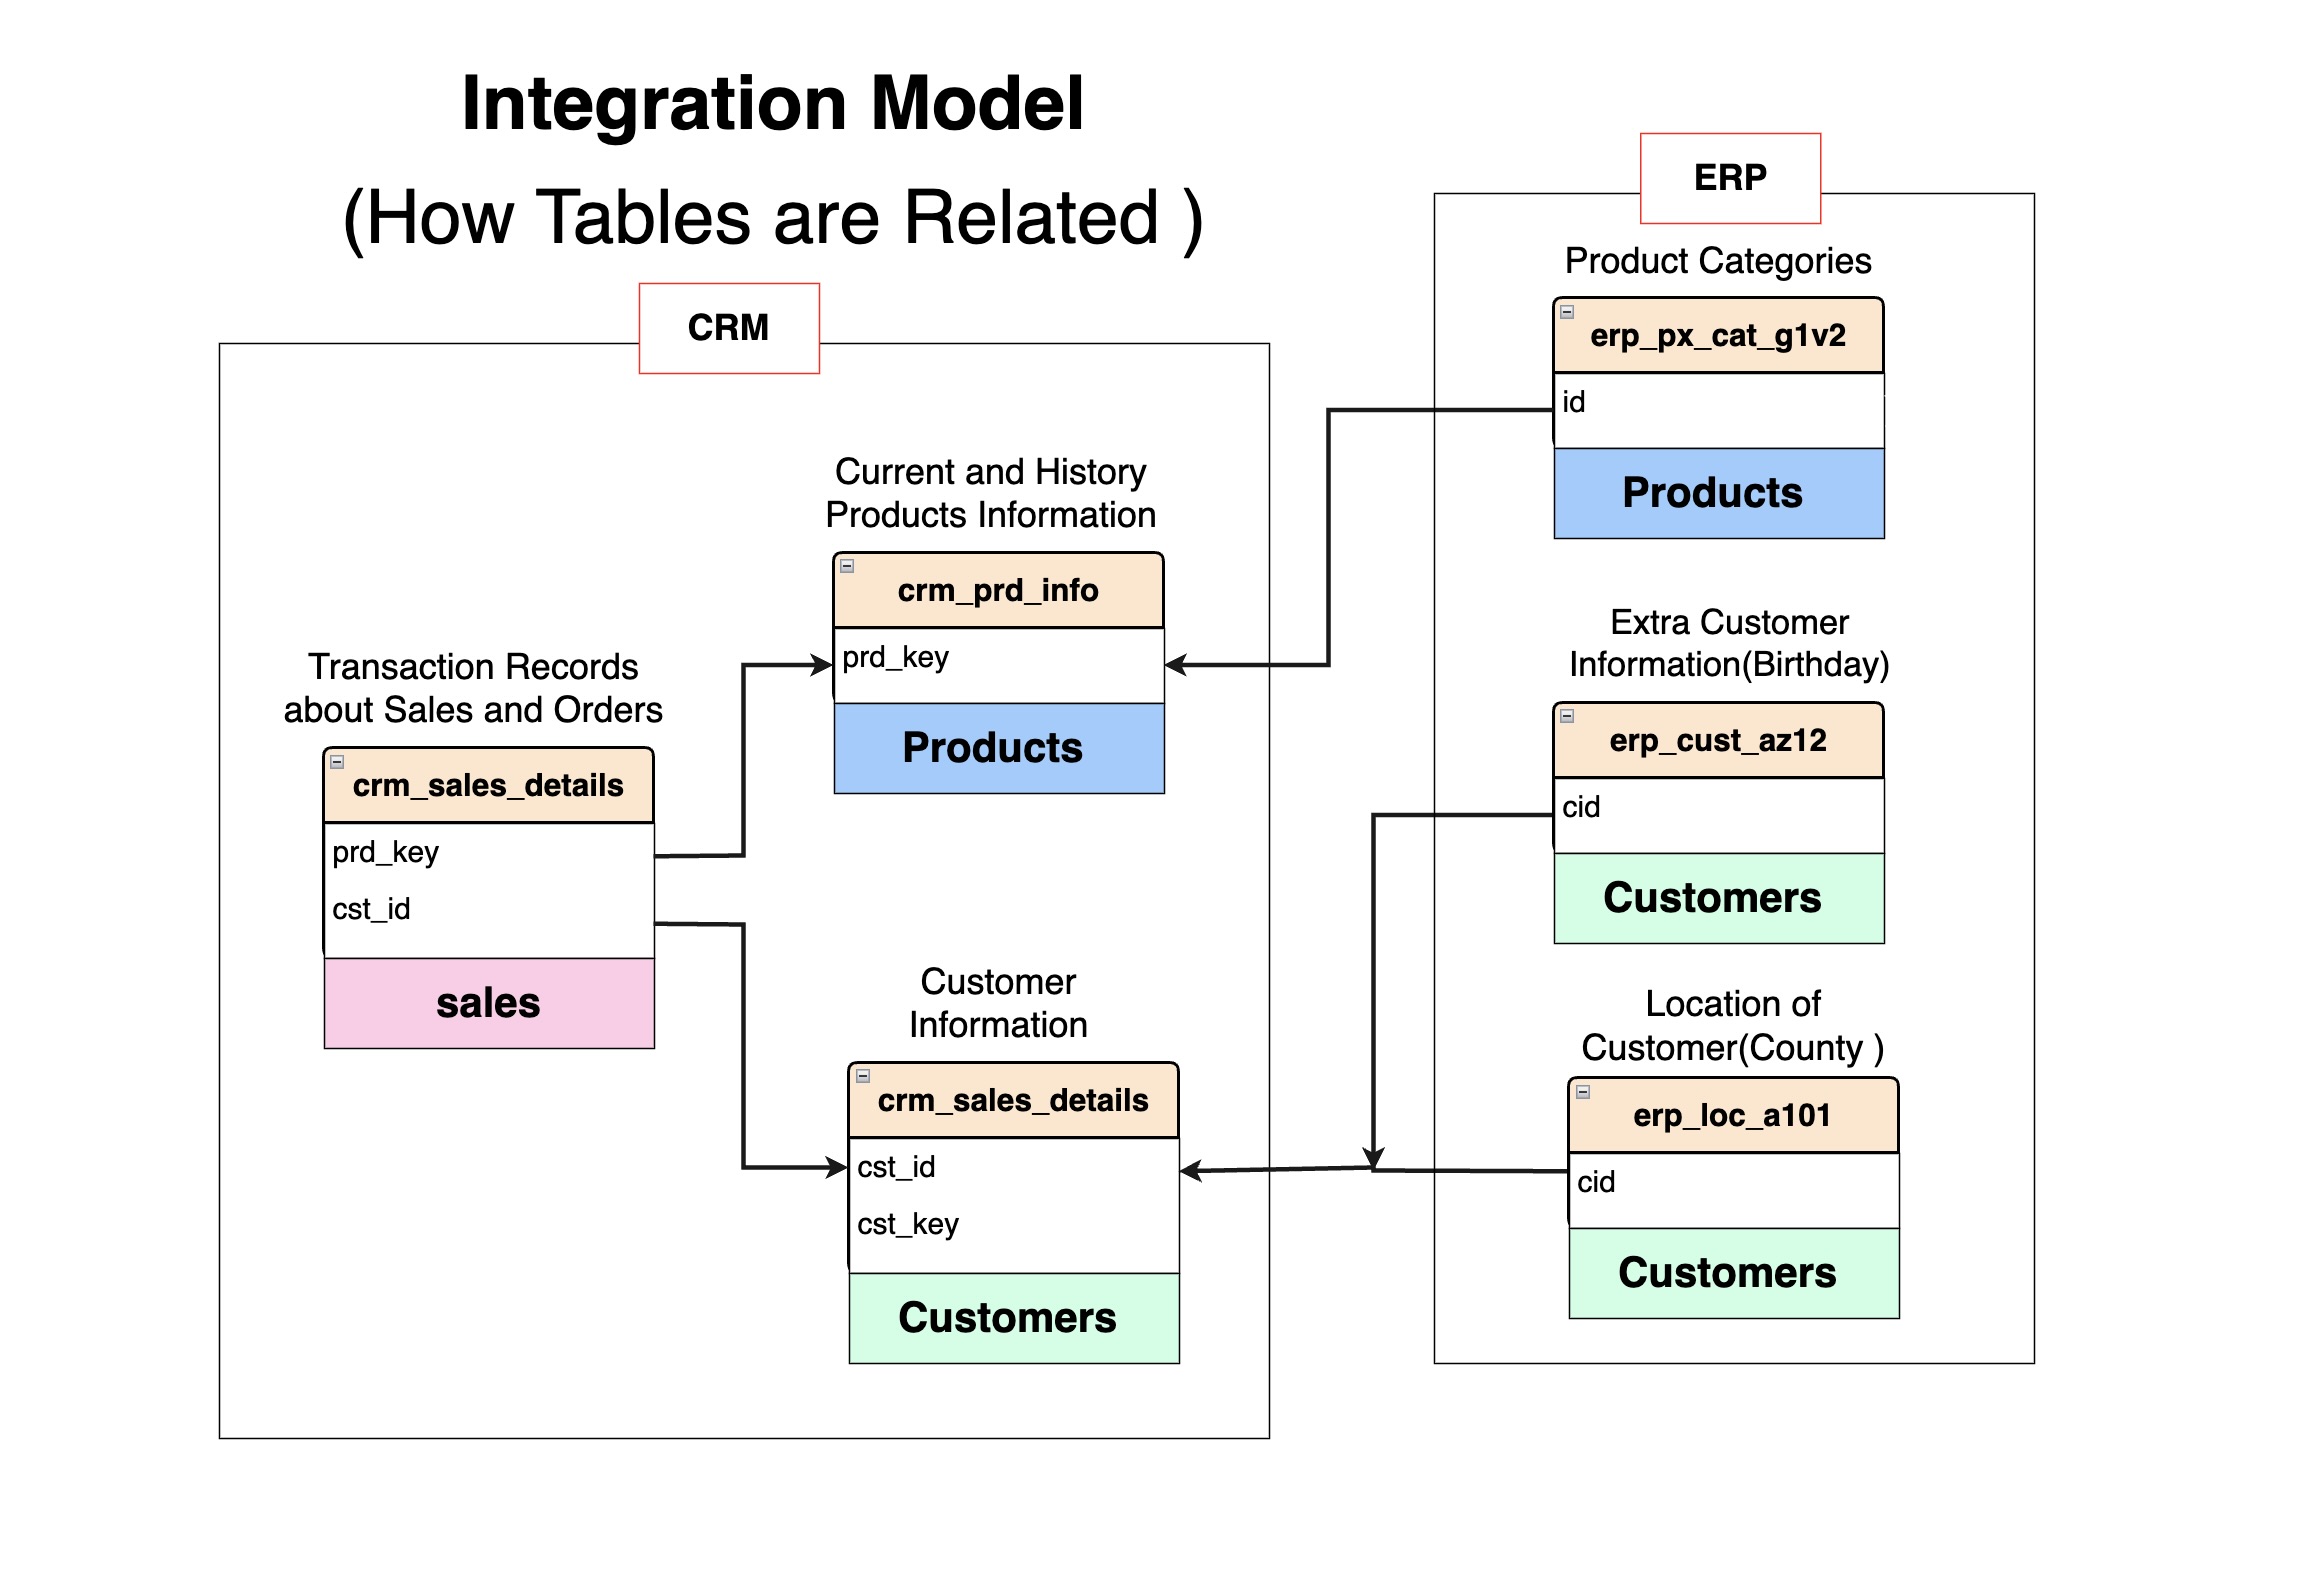 Integration Model
(How Tables are Related )
CRM
Transaction Records
about Sales and Orders
crm_sales_details
prd_key
cst_id
sales
Current and History
Products Information
crm_prd_info
prd_key
Products
Customer
Information
crm_sales_details
cst_id
cst_key
Customers
ERP
Product Categories
erp_px_cat_g1v2
id
Products
Extra Customer
Information(Birthday)
erp_cust_az12
cid
Customers
Location of
Customer(County )
erp_loc_a101
cid
Customers